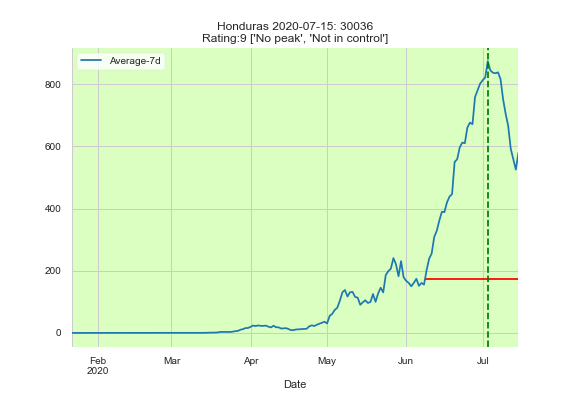 Honduras 2020-07-15: 30036
Rating:9 ['No peak', 'Not in control']
Average-7d
800
600
400
200
0
Feb Mar Apr May Jun Jul
2020
Date